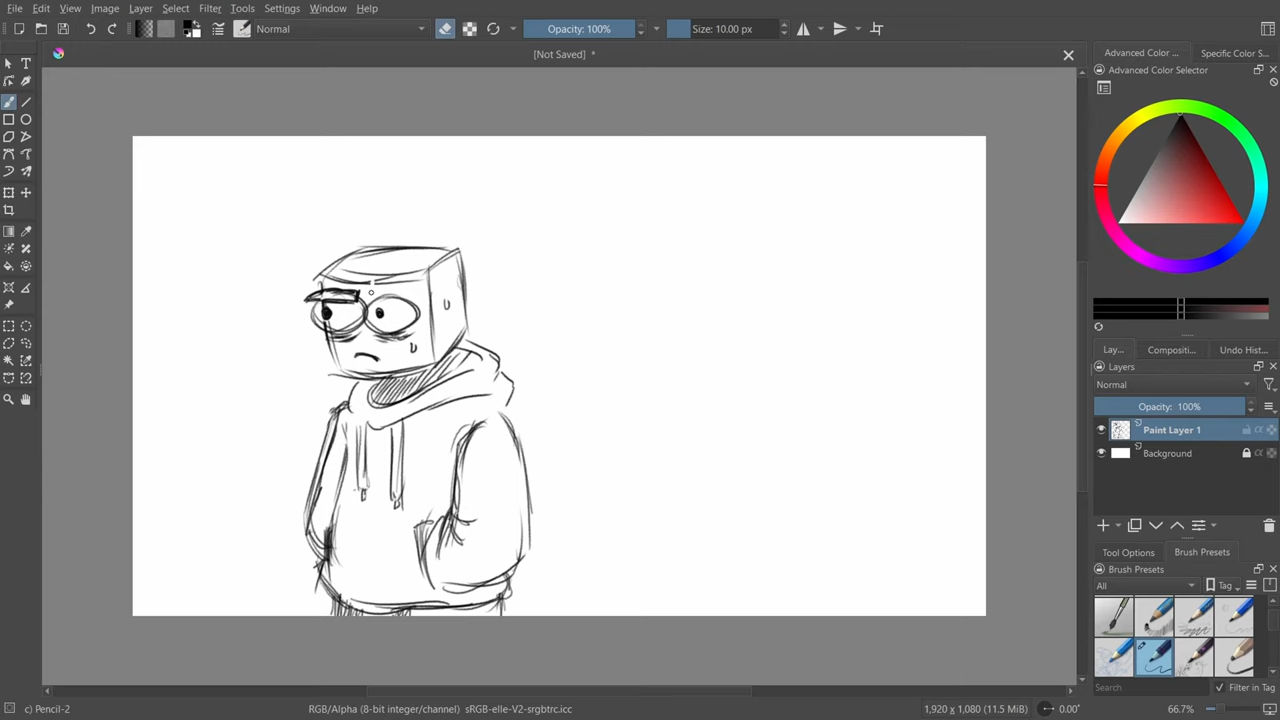 File Edit View Image Layer Select Filter Tools Settings Window Help
Normal Opacity: 100% Size: 10.00 px
[Not Saved] *
Advanced Color ... Specific Color S...
Advanced Color Selector
Lay... Compositi... Undo Hist...
Layers
Normal
Opacity: 100%
Paint Layer 1
Background
Tool Options Brush Presets
Brush Presets
All Tag
Search Filter in Tag
c) Pencil-2 RGB/Alpha (8-bit integer/channel) sRGB-elle-V2-srgbtrc.icc 1,920 x 1,080 (11.5 MiB) 0.00° 66.7%